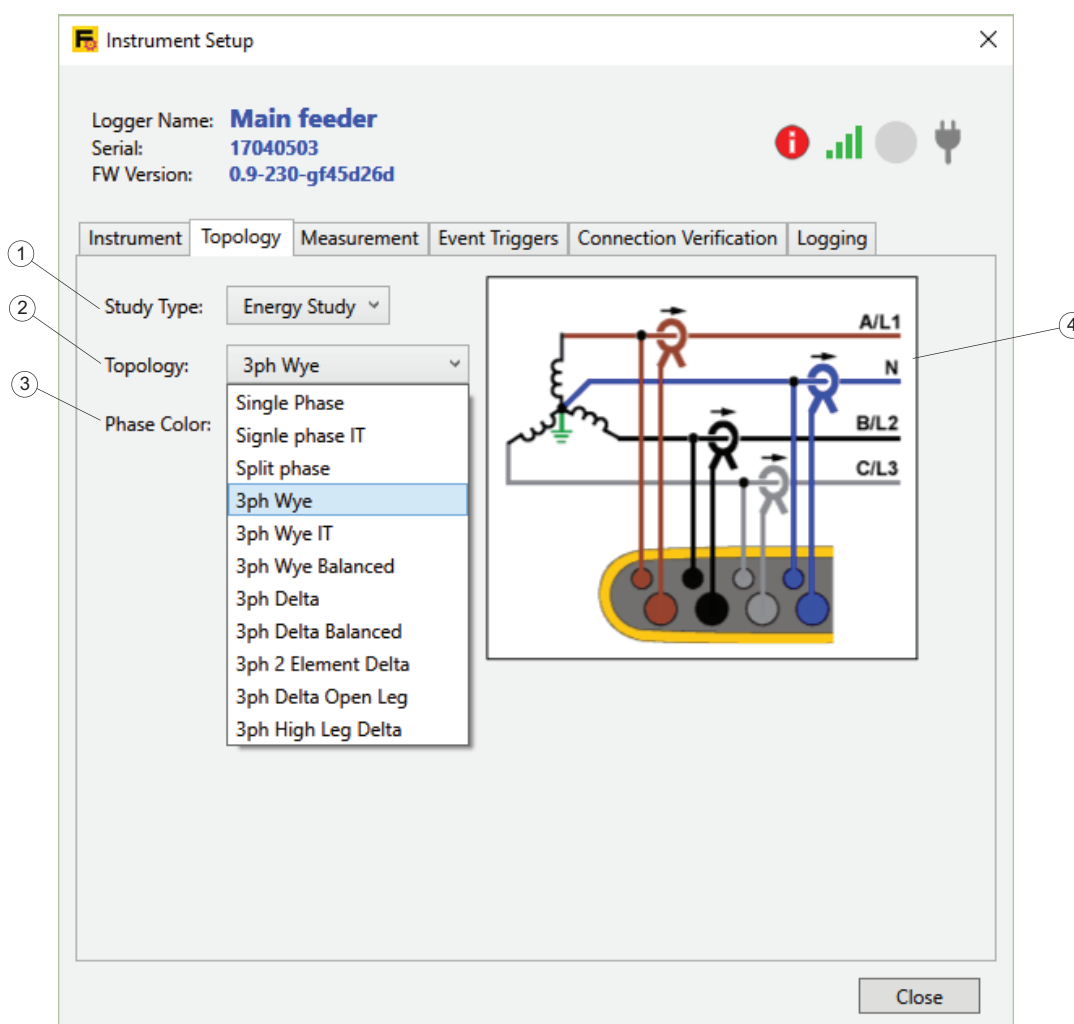 Instrument Setup
Logger Name: Main feeder
Serial: 17040503
FW Version: 0.9-230-gf45d26d
Instrument Topology Measurement Event Triggers Connection Verification Logging
1
Study Type: Energy Study
2
Topology: 3ph Wye
3
Phase Color:
Single Phase
Signle phase IT
Split phase
3ph Wye
3ph Wye IT
3ph Wye Balanced
3ph Delta
3ph Delta Balanced
3ph 2 Element Delta
3ph Delta Open Leg
3ph High Leg Delta
A/L1
N
B/L2
C/L3
4
Close